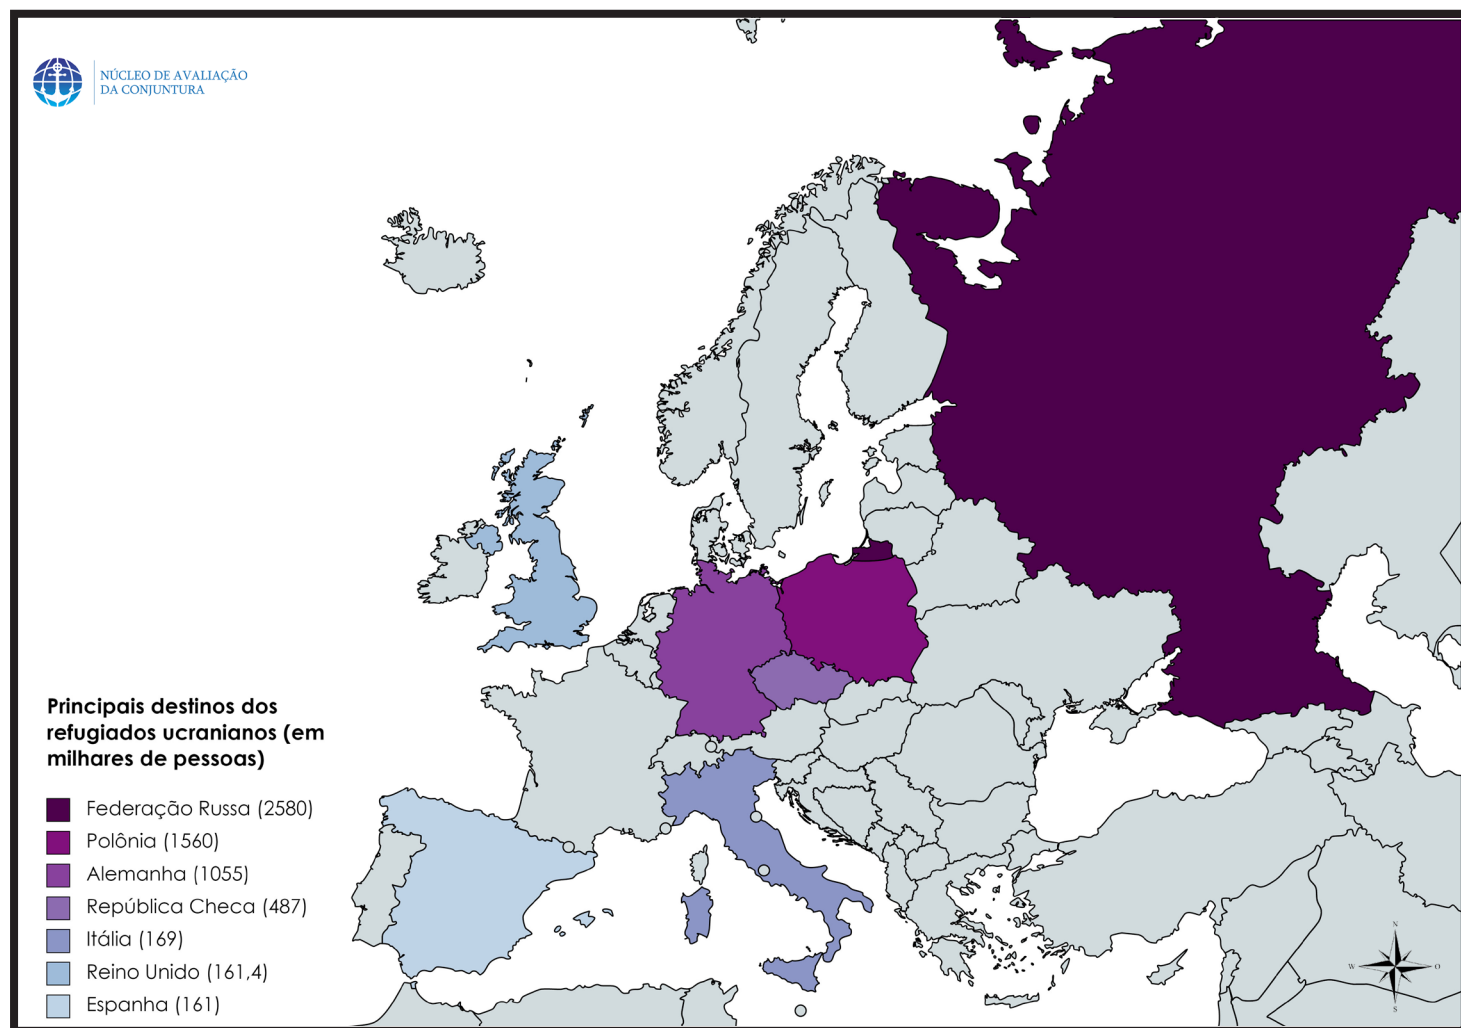 NÚCLEO DE AVALIAÇÃO
DA CONJUNTURA
Principais destinos dos
refugiados ucranianos (em
milhares de pessoas)
Federação Russa (2580)
Polônia (1560)
Alemanha (1055)
República Checa (487)
Itália (169)
Reino Unido (161,4)
Espanha (161)
N
W
O
S